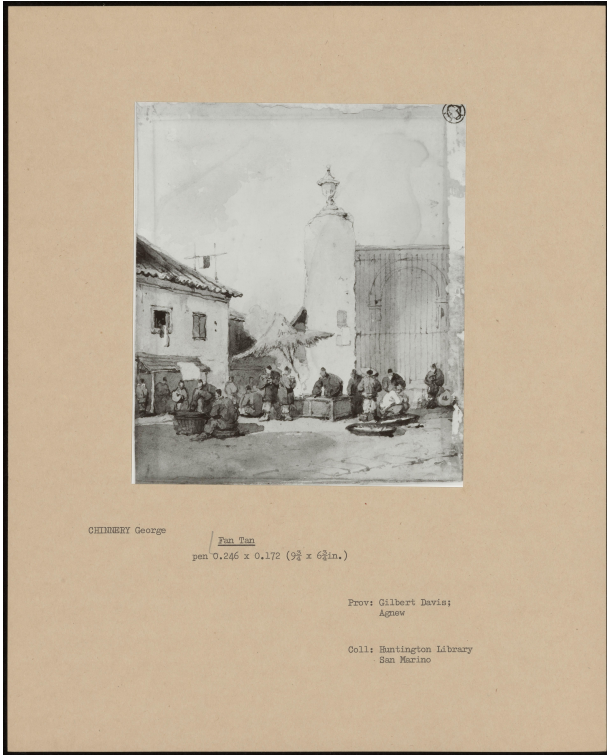 CHINNERY George
Fan Tan
pen 0.246 x 0.172 (9¾ x 6¾in.)
Prov: Gilbert Davis;
Agnew
Coll: Huntington Library
San Marino